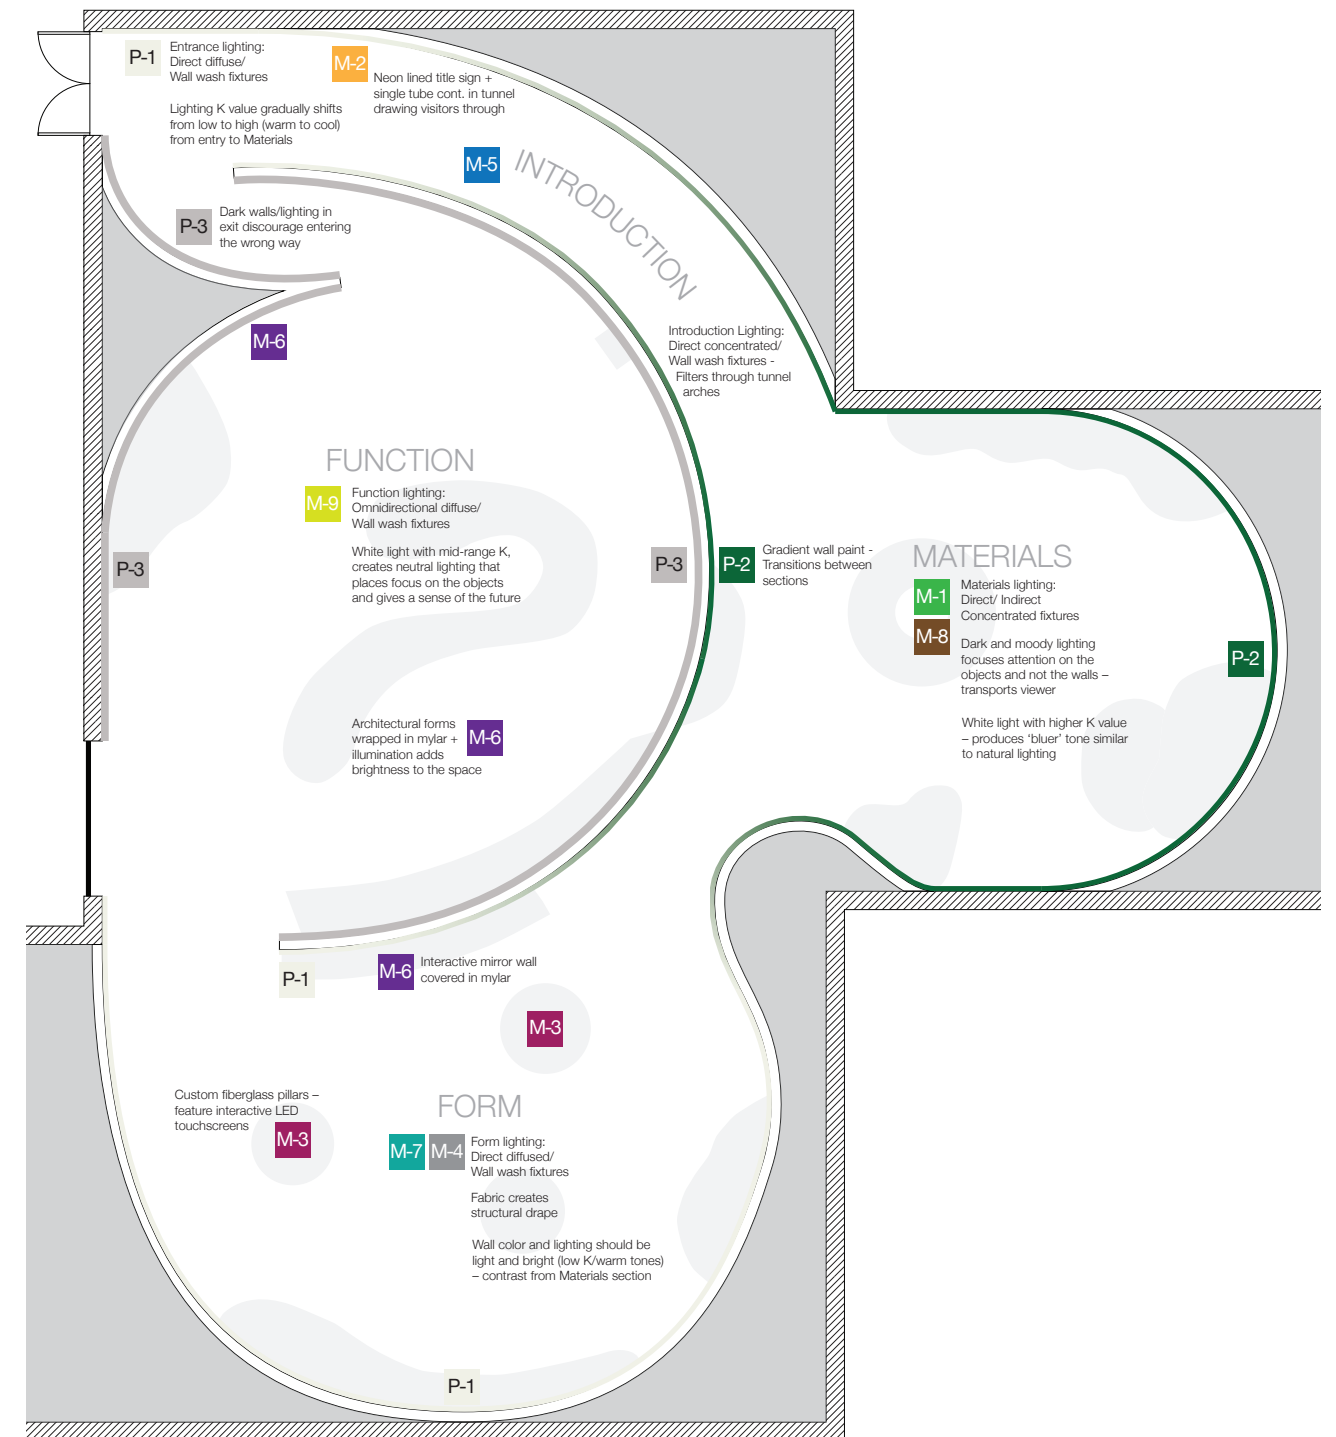 P-1
Entrance lighting:
Direct diffuse/
Wall wash fixtures
Lighting K value gradually shifts
from low to high (warm to cool)
from entry to Materials
M-2
Neon lined title sign +
single tube cont. in tunnel
drawing visitors through
M-5
INTRODUCTION
P-3
Dark walls/lighting in
exit discourage entering
the wrong way
M-6
Introduction Lighting:
Direct concentrated/
Wall wash fixtures -
Filters through tunnel
arches
FUNCTION
M-9
Function lighting:
Omnidirectional diffuse/
Wall wash fixtures
White light with mid-range K,
creates neutral lighting that
places focus on the objects
and gives a sense of the future
P-3
P-3
P-2
Gradient wall paint -
Transitions between
sections
MATERIALS
M-1
M-8
Materials lighting:
Direct/ Indirect
Concentrated fixtures
Dark and moody lighting
focuses attention on the
objects and not the walls –
transports viewer
White light with higher K value
– produces ‘bluer’ tone similar
to natural lighting
P-2
Architectural forms
wrapped in mylar +
illumination adds
brightness to the space
M-6
P-1
M-6
Interactive mirror wall
covered in mylar
M-3
Custom fiberglass pillars –
feature interactive LED
touchscreens
M-3
FORM
M-7
M-4
Form lighting:
Direct diffused/
Wall wash fixtures
Fabric creates
structural drape
Wall color and lighting should be
light and bright (low K/warm tones)
– contrast from Materials section
P-1